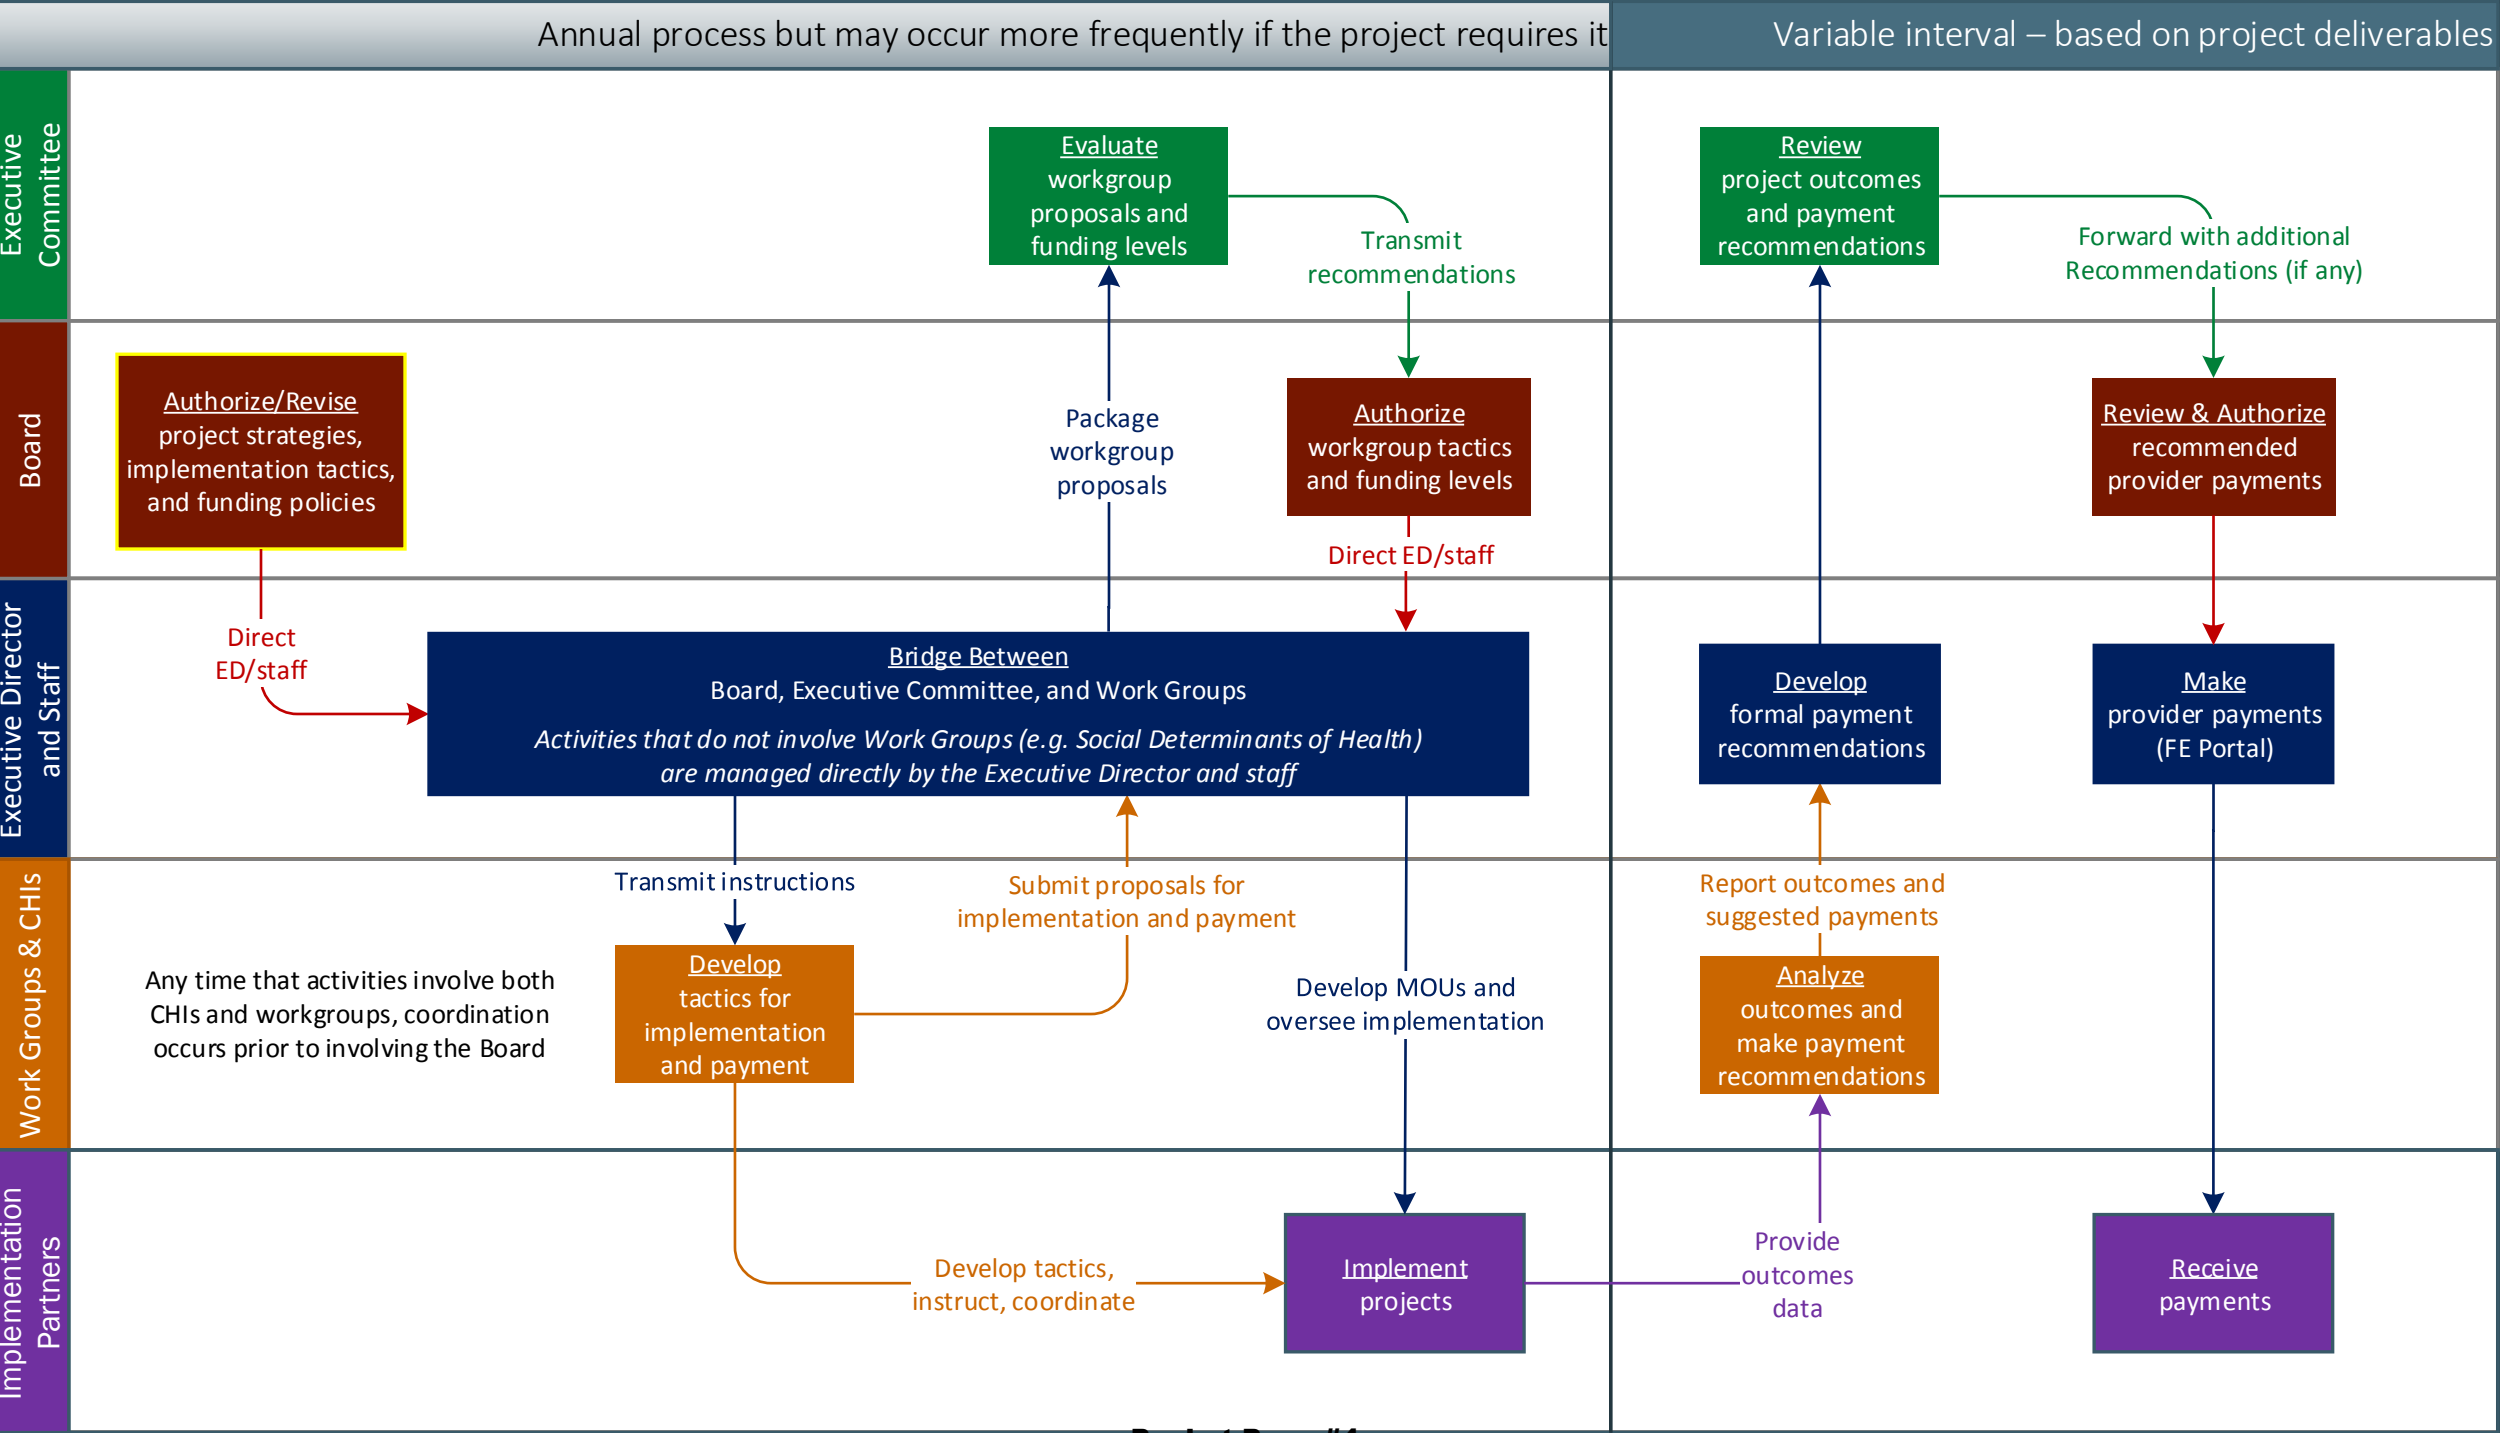 Annual process but may occur more frequently if the project requires it
Variable interval – based on project deliverables
Executive
Committee
Evaluate
workgroup
proposals and
funding levels
Transmit
recommendations
Review
project outcomes
and payment
recommendations
Forward with additional
Recommendations (if any)
Board
Authorize/Revise
project strategies,
implementation tactics,
and funding policies
Package
workgroup
proposals
Authorize
workgroup tactics
and funding levels
Direct ED/staff
Review & Authorize
recommended
provider payments
Executive Director
and Staff
Direct
ED/staff
Bridge Between
Board, Executive Committee, and Work Groups
Activities that do not involve Work Groups (e.g. Social Determinants of Health)
are managed directly by the Executive Director and staff
Develop
formal payment
recommendations
Make
provider payments
(FE Portal)
Work Groups & CHIs
Transmit instructions
Submit proposals for
implementation and payment
Any time that activities involve both
CHIs and workgroups, coordination
occurs prior to involving the Board
Develop
tactics for
implementation
and payment
Develop MOUs and
oversee implementation
Report outcomes and
suggested payments
Analyze
outcomes and
make payment
recommendations
Implementation
Partners
Develop tactics,
instruct, coordinate
Implement
projects
Provide
outcomes
data
Receive
payments